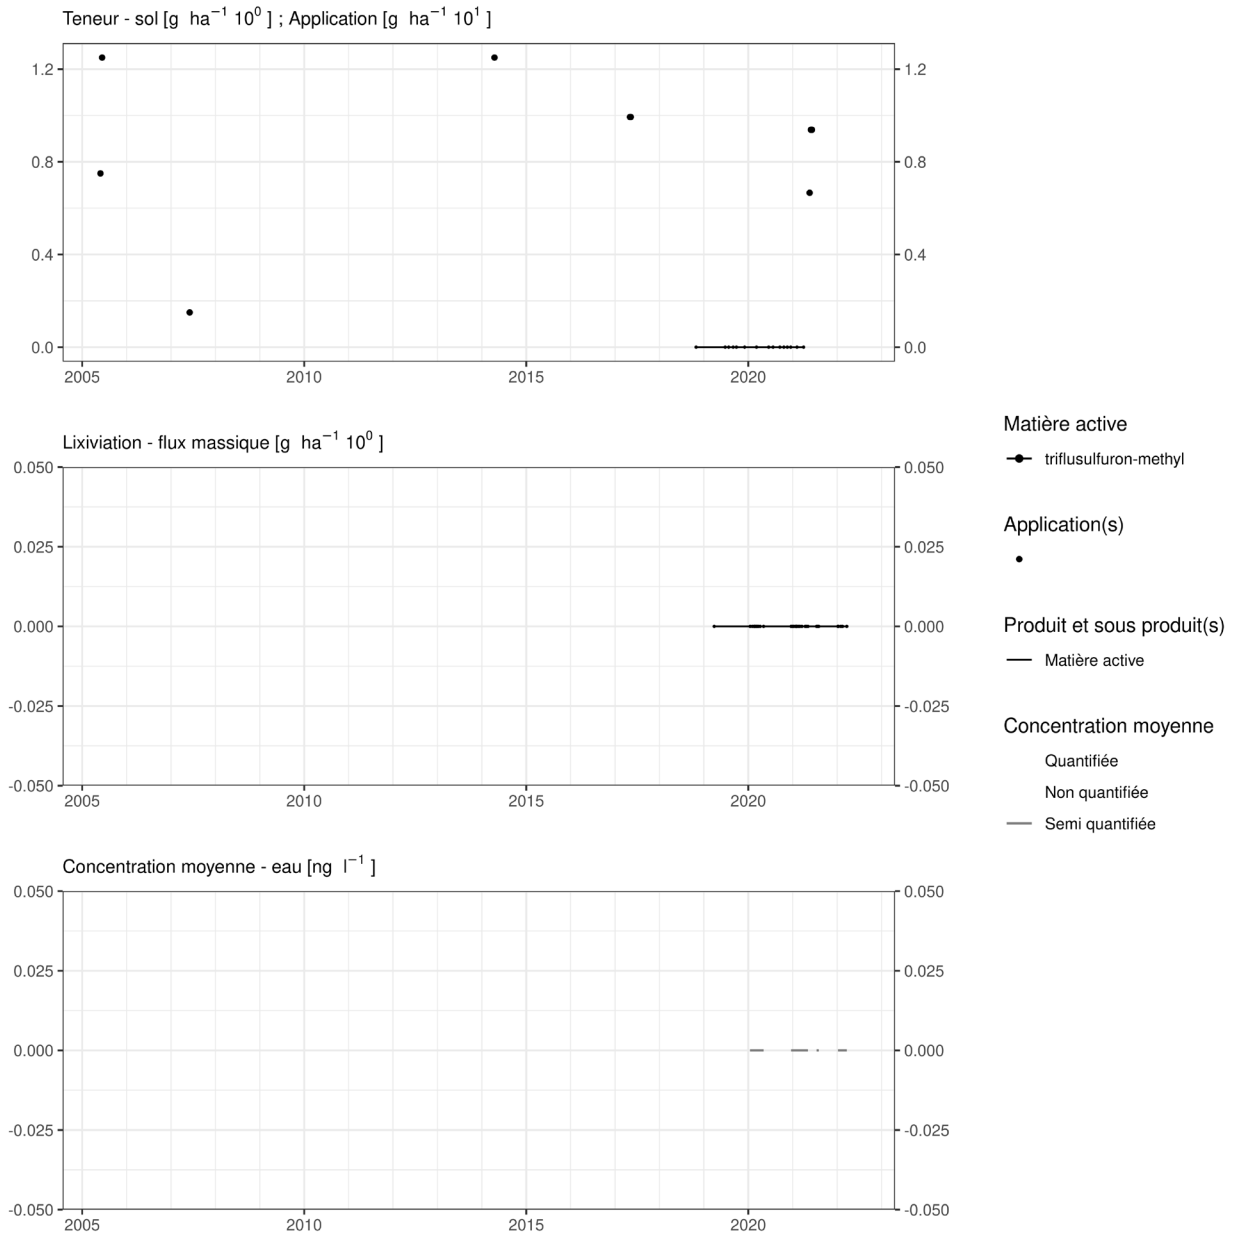 Teneur - sol [g ha−1 100 ] ; Application [g ha−1 101 ]
1.2
1.2
0.8
0.8
0.4
0.4
0.0
0.0
2005 2010 2015 2020
Lixiviation - flux massique [g ha−1 100 ]
0.050
0.050
0.025
0.025
0.000
0.000
-0.025
-0.025
-0.050
-0.050
2005 2010 2015 2020
Concentration moyenne - eau [ng l−1 ]
0.050
0.050
0.025
0.025
0.000
0.000
-0.025
-0.025
-0.050
-0.050
2005 2010 2015 2020
Matière active
triflusulfuron-methyl
Application(s)
Produit et sous produit(s)
Matière active
Concentration moyenne
Quantifiée
Non quantifiée
Semi quantifiée